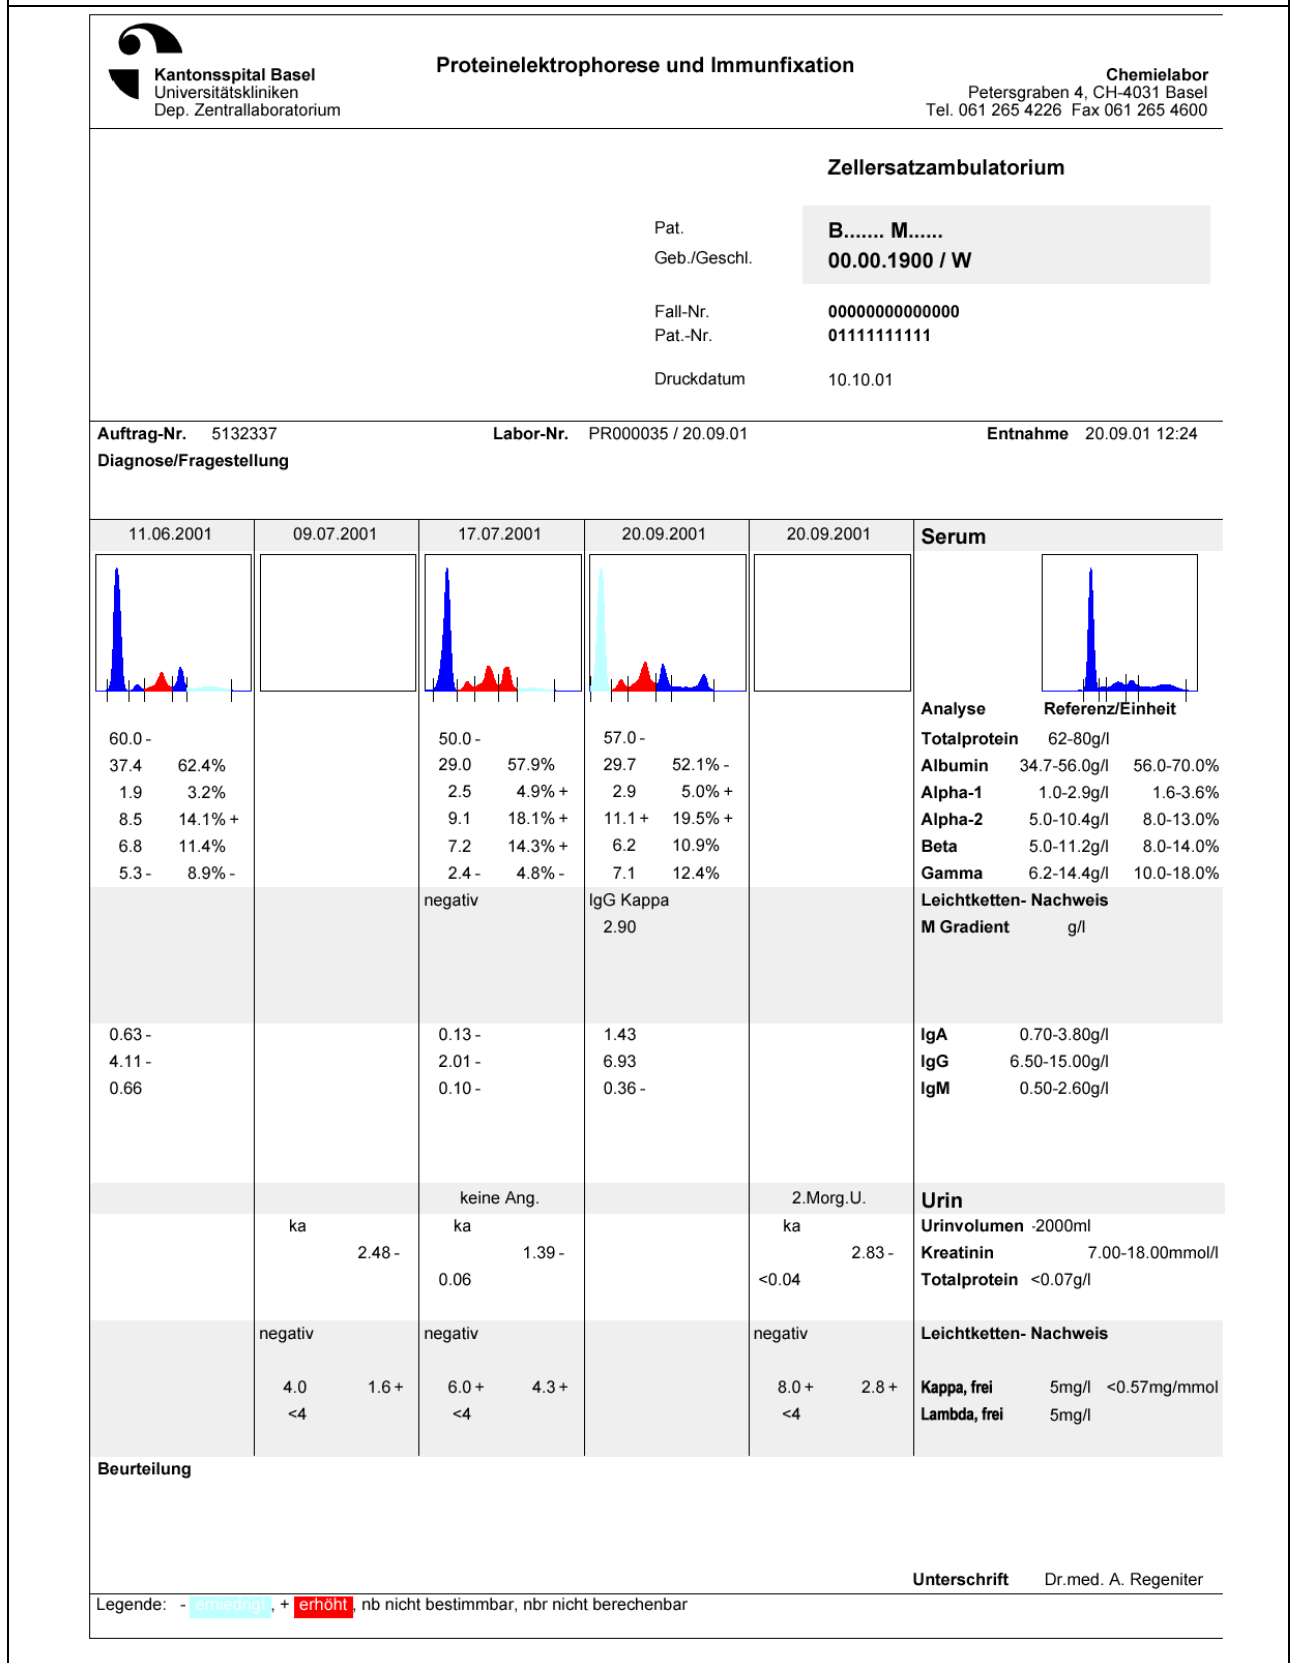 Kantonsspital Basel
Universitätskliniken
Dep. Zentrallaboratorium
Proteinelektrophorese und Immunfixation
Chemielabor
Petersgraben 4, CH-4031 Basel
Tel. 061 265 4226 Fax 061 265 4600
Zellersatzambulatorium
Pat. B....... M......
Geb./Geschl. 00.00.1900 / W
Fall-Nr. 00000000000000
Pat.-Nr. 01111111111
Druckdatum 10.10.01
Auftrag-Nr. 5132337 Labor-Nr. PR000035 / 20.09.01 Entnahme 20.09.01 12:24
Diagnose/Fragestellung
11.06.2001 09.07.2001 17.07.2001 20.09.2001 20.09.2001 Serum
Analyse Referenz/Einheit
60.0 - 50.0 - 57.0 - Totalprotein 62-80g/l
37.4 62.4% 29.0 57.9% 29.7 52.1% - Albumin 34.7-56.0g/l 56.0-70.0%
1.9 3.2% 2.5 4.9% + 2.9 5.0% + Alpha-1 1.0-2.9g/l 1.6-3.6%
8.5 14.1% + 9.1 18.1% + 11.1 + 19.5% + Alpha-2 5.0-10.4g/l 8.0-13.0%
6.8 11.4% 7.2 14.3% + 6.2 10.9% Beta 5.0-11.2g/l 8.0-14.0%
5.3 - 8.9% - 2.4 - 4.8% - 7.1 12.4% Gamma 6.2-14.4g/l 10.0-18.0%
negativ IgG Kappa Leichtketten- Nachweis
2.90 M Gradient g/l
0.63 - 0.13 - 1.43 IgA 0.70-3.80g/l
4.11 - 2.01 - 6.93 IgG 6.50-15.00g/l
0.66 0.10 - 0.36 - IgM 0.50-2.60g/l
keine Ang. 2.Morg.U. Urin
ka ka ka Urinvolumen -2000ml
2.48 - 1.39 - 2.83 - Kreatinin 7.00-18.00mmol/l
0.06 <0.04 Totalprotein <0.07g/l
negativ negativ negativ Leichtketten- Nachweis
4.0 1.6 + 6.0 + 4.3 + 8.0 + 2.8 + Kappa, frei 5mg/l <0.57mg/mmol
<4 <4 <4 Lambda, frei 5mg/l
Beurteilung
Unterschrift Dr.med. A. Regeniter
Legende: - erniedrigt , + erhöht , nb nicht bestimmbar, nbr nicht berechenbar